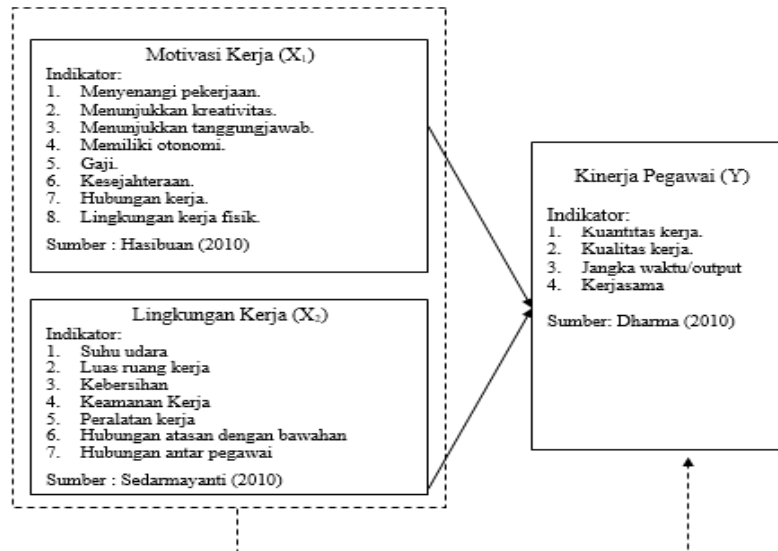 Motivasi Kerja (X₁)
Indikator:
1. Menyenangi pekerjaan.
2. Menunjukkan kreativitas.
3. Menunjukkan tanggungjawab.
4. Memiliki otonomi.
5. Gaji.
6. Kesejahteraan.
7. Hubungan kerja.
8. Lingkungan kerja fisik.
Sumber : Hasibuan (2010)
Lingkungan Kerja (X₂)
Indikator:
1. Suhu udara
2. Luas ruang kerja
3. Kebersihan
4. Keamanan Kerja
5. Peralatan kerja
6. Hubungan atasan dengan bawahan
7. Hubungan antar pegawai
Sumber : Sedarmayanti (2010)
Kinerja Pegawai (Y)
Indikator:
1. Kuantitas kerja.
2. Kualitas kerja.
3. Jangka waktu/output
4. Kerjasama
Sumber: Dharma (2010)